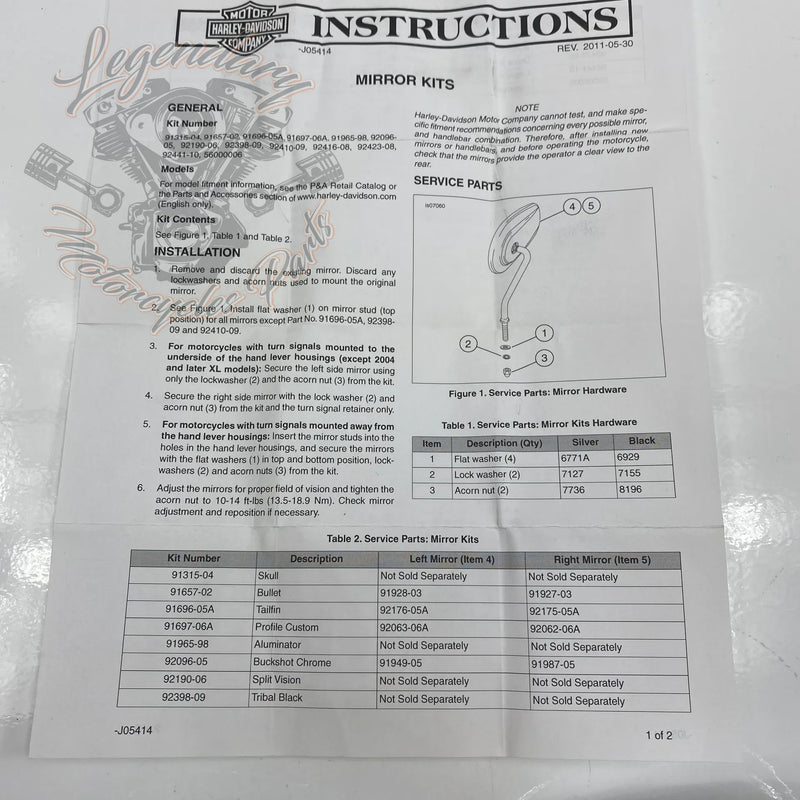 MOTOR
HARLEY-DAVIDSON
COMPANY
INSTRUCTIONS
-J05414
REV. 2011-05-30
Legendary
Motorcycles Parts
MIRROR KITS
GENERAL
Kit Number
91315-04, 91657-02, 91696-05A, 91697-06A, 91965-98, 92096-
05, 92190-06, 92398-09, 92410-09, 92416-08, 92423-08,
92441-10, 56000006
Models
For model fitment information, see the P&A Retail Catalog or
the Parts and Accessories section of www.harley-davidson.com
(English only).
Kit Contents
See Figure 1, Table 1 and Table 2.
INSTALLATION
1. Remove and discard the existing mirror. Discard any
lockwashers and acorn nuts used to mount the original
mirror.
2. See Figure 1. Install flat washer (1) on mirror stud (top
position) for all mirrors except Part No. 91696-05A, 92398-
09 and 92410-09.
3. For motorcycles with turn signals mounted to the
underside of the hand lever housings (except 2004
and later XL models): Secure the left side mirror using
only the lockwasher (2) and the acorn nut (3) from the kit.
4. Secure the right side mirror with the lock washer (2) and
acorn nut (3) from the kit and the turn signal retainer only.
5. For motorcycles with turn signals mounted away from
the hand lever housings: Insert the mirror studs into the
holes in the hand lever housings, and secure the mirrors
with the flat washers (1) in top and bottom position, lock-
washers (2) and acorn nuts (3) from the kit.
6. Adjust the mirrors for proper field of vision and tighten the
acorn nut to 10-14 ft-lbs (13.5-18.9 Nm). Check mirror
adjustment and reposition if necessary.
NOTE
Harley-Davidson Motor Company cannot test, and make spe-
cific fitment recommendations concerning every possible mirror,
and handlebar combination. Therefore, after installing new
mirrors or handlebars, and before operating the motorcycle,
check that the mirrors provide the operator a clear view to the
rear.
SERVICE PARTS
is07060
4 5
1
2
3
Figure 1. Service Parts: Mirror Hardware
Table 1. Service Parts: Mirror Kits Hardware
Item Description (Qty) Silver Black
1 Flat washer (4) 6771A 6929
2 Lock washer (2) 7127 7155
3 Acorn nut (2) 7736 8196
Table 2. Service Parts: Mirror Kits
Kit Number Description Left Mirror (Item 4) Right Mirror (Item 5)
91315-04 Skull Not Sold Separately Not Sold Separately
91657-02 Bullet 91928-03 91927-03
91696-05A Tailfin 92176-05A 92175-05A
91697-06A Profile Custom 92063-06A 92062-06A
91965-98 Aluminator Not Sold Separately Not Sold Separately
92096-05 Buckshot Chrome 91949-05 91987-05
92190-06 Split Vision Not Sold Separately Not Sold Separately
92398-09 Tribal Black Not Sold Separately Not Sold Separately
-J05414
1 of 2